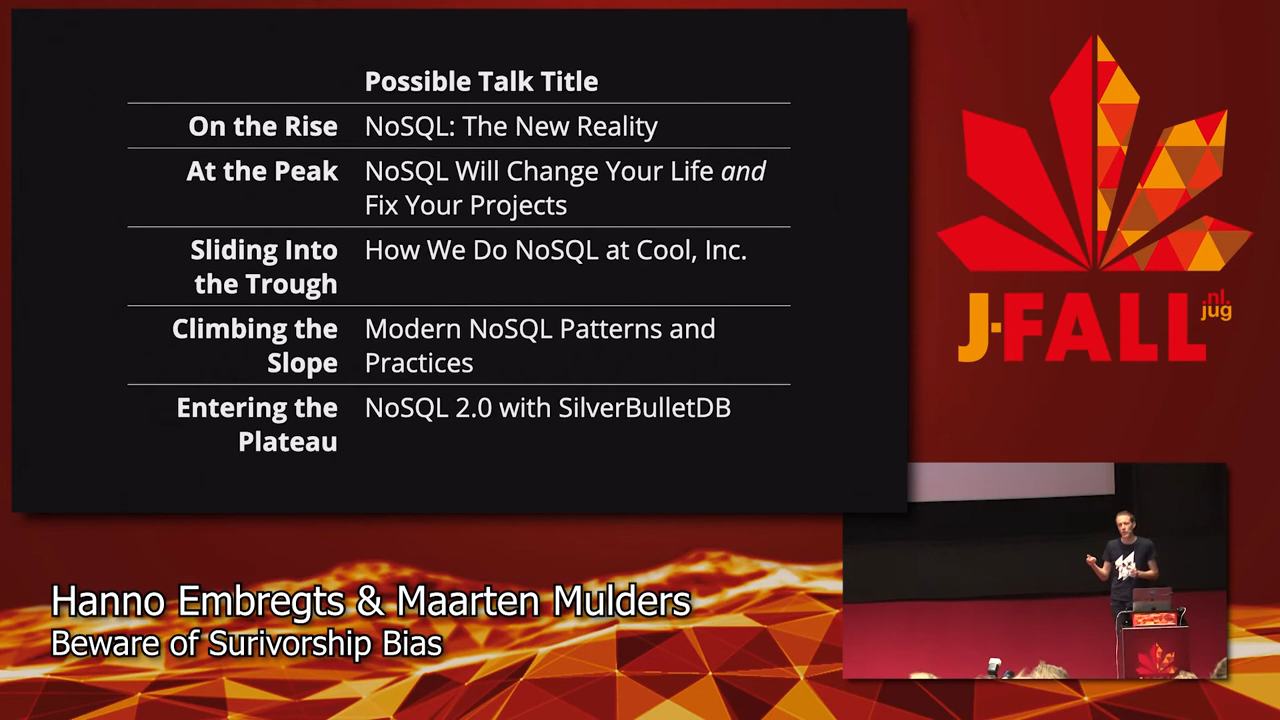 Possible Talk Title
On the Rise NoSQL: The New Reality
At the Peak NoSQL Will Change Your Life and
Fix Your Projects
Sliding Into How We Do NoSQL at Cool, Inc.
the Trough
Climbing the Modern NoSQL Patterns and
Slope Practices
Entering the NoSQL 2.0 with SilverBulletDB
Plateau
J-FALL
nl.
jug
Hanno Embregts & Maarten Mulders
Beware of Surivorship Bias